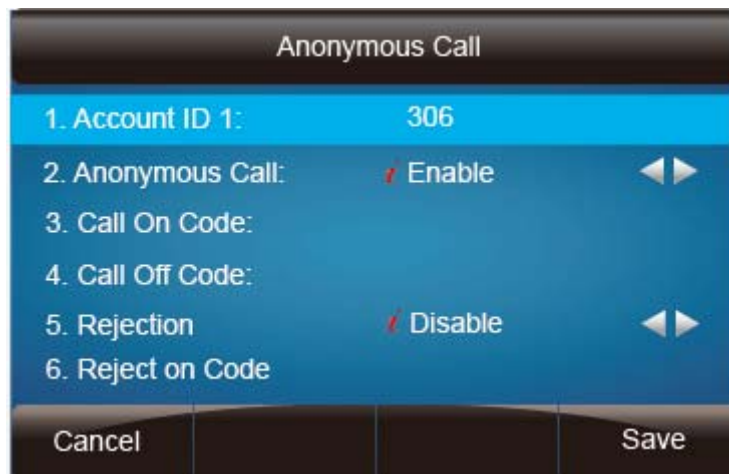 Anonymous Call
1. Account ID 1: 306
2. Anonymous Call: i Enable
3. Call On Code:
4. Call Off Code:
5. Rejection i Disable
6. Reject on Code
Cancel Save